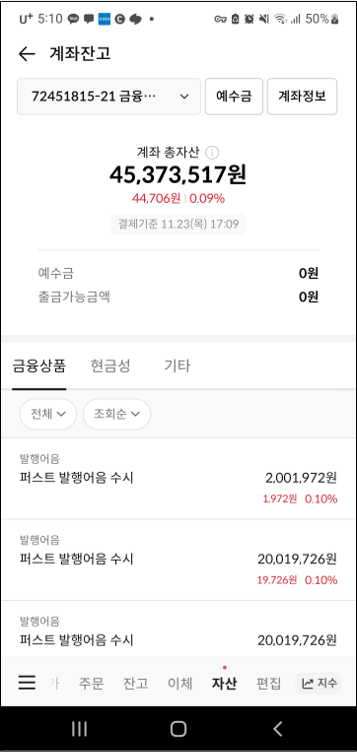 U+ 5:10 50%
계좌잔고
72451815-21 금융… 예수금 계좌정보
계좌 총자산
45,373,517원
44,706원 0.09%
결제기준 11.23(목) 17:09
예수금 0원
출금가능금액 0원
금융상품 현금성 기타
전체 조회순
발행어음
퍼스트 발행어음 수시 2,001,972원
1,972원 0.10%
발행어음
퍼스트 발행어음 수시 20,019,726원
19,726원 0.10%
발행어음
퍼스트 발행어음 수시 20,019,726원
주문 잔고 이체 자산 편집 지수